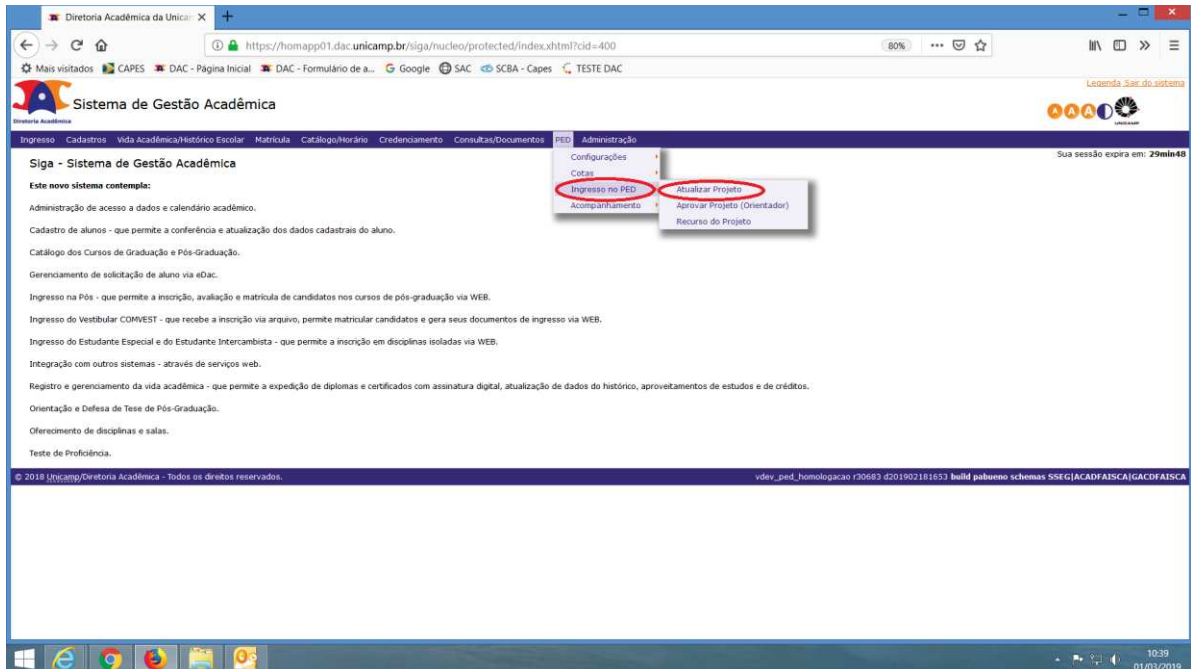 Diretoria Acadêmica da Unicar
https://homapp01.dac.unicamp.br/siga/nucleo/protected/index.xhtml?cid=400
80%
Mais visitados CAPES DAC - Página Inicial DAC - Formulário de a... Google SAC SCBA - Capes TESTE DAC
Legenda Sair do sistema
Sistema de Gestão Acadêmica
Diretoria Acadêmica
AAA
UNICAMP
Ingresso Cadastros Vida Acadêmica/Histórico Escolar Matrícula Catálogo/Horário Credenciamento Consultas/Documentos PED Administração
Sua sessão expira em: 29min48
Configurações
Cotas
Ingresso no PED
Acompanhamento
Atualizar Projeto
Aprovar Projeto (Orientador)
Recurso do Projeto
Siga - Sistema de Gestão Acadêmica
Este novo sistema contempla:
Administração de acesso a dados e calendário acadêmico.
Cadastro de alunos - que permite a conferência e atualização dos dados cadastrais do aluno.
Catálogo dos Cursos de Graduação e Pós-Graduação.
Gerenciamento de solicitação de aluno via eDac.
Ingresso na Pós - que permite a inscrição, avaliação e matrícula de candidatos nos cursos de pós-graduação via WEB.
Ingresso do Vestibular COMVEST - que recebe a inscrição via arquivo, permite matricular candidatos e gera seus documentos de ingresso via WEB.
Ingresso do Estudante Especial e do Estudante Intercambista - que permite a inscrição em disciplinas isoladas via WEB.
Integração com outros sistemas - através de serviços web.
Registro e gerenciamento da vida acadêmica - que permite a expedição de diplomas e certificados com assinatura digital, atualização de dados do histórico, aproveitamentos de estudos e de créditos.
Orientação e Defesa de Tese de Pós-Graduação.
Oferecimento de disciplinas e salas.
Teste de Proficiência.
© 2018 Unicamp/Diretoria Acadêmica - Todos os direitos reservados.
vdev_ped_homologacao r30683 d201902181653 build pabueno schemas SSEG|ACADFAISCA|GACDFAISCA
10:39
01/03/2019